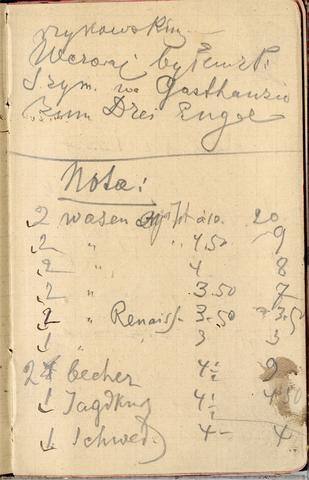 Wczoraj byłem z P.
Szym. w Gasthausie
zum Drei Engel
Nota:
2 Wasen à 10. 20
2 " " 4.50 9
2 " 4 8
2 " 3.50 7
2 " Renaiss. 3.50 3.50
1 " 3 3
2 Becher 4½ 9
1 Jagdkrug 4½ 4.50
1 Schwed. 4– 4